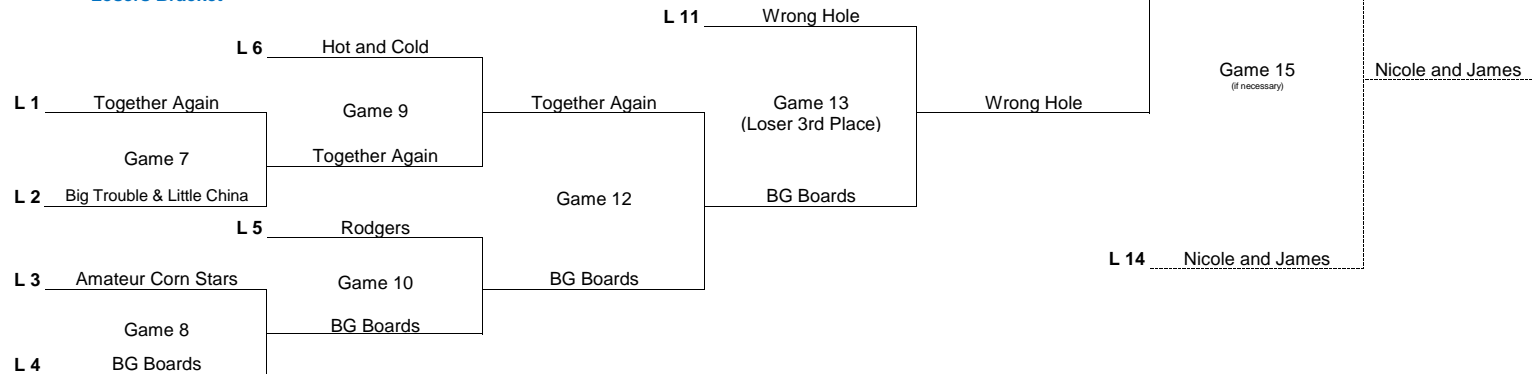 Losers Bracket
L 11 Wrong Hole
L 6 Hot and Cold
Game 15
(if necessary)
Nicole and James
L 1 Together Again
Game 9
Together Again
Game 13
(Loser 3rd Place)
Wrong Hole
Game 7
Together Again
L 2 Big Trouble & Little China
Game 12
BG Boards
L 5 Rodgers
L 14 Nicole and James
L 3 Amateur Corn Stars
Game 10
BG Boards
Game 8
BG Boards
L 4 BG Boards